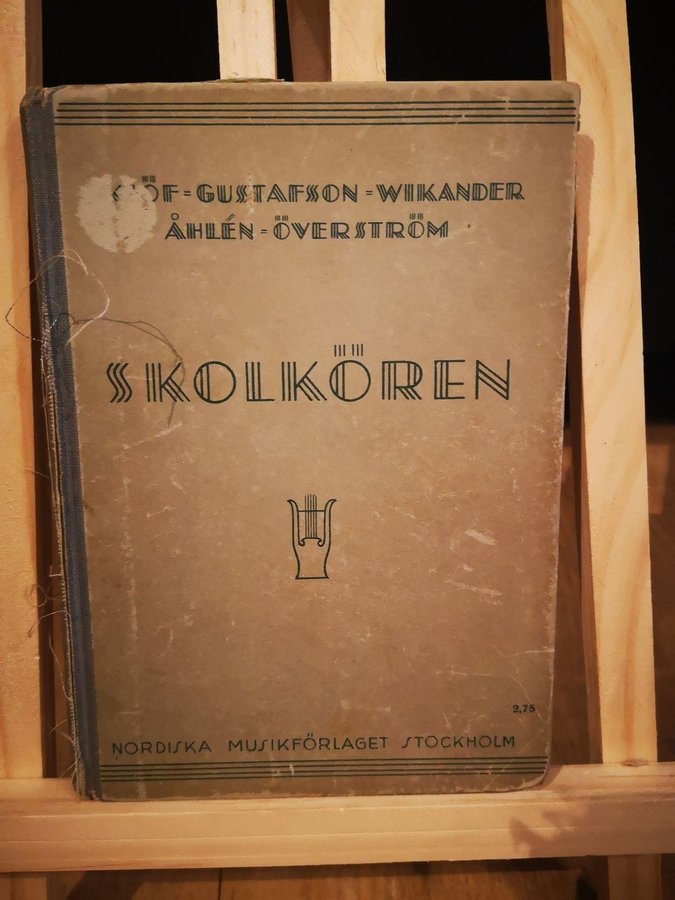 = GUSTAFSON = WIKANDER
ÅHLÉN = ÖVERSTRÖM
SKOLKÖREN
2,75
NORDISKA MUSIKFÖRLAGET STOCKHOLM